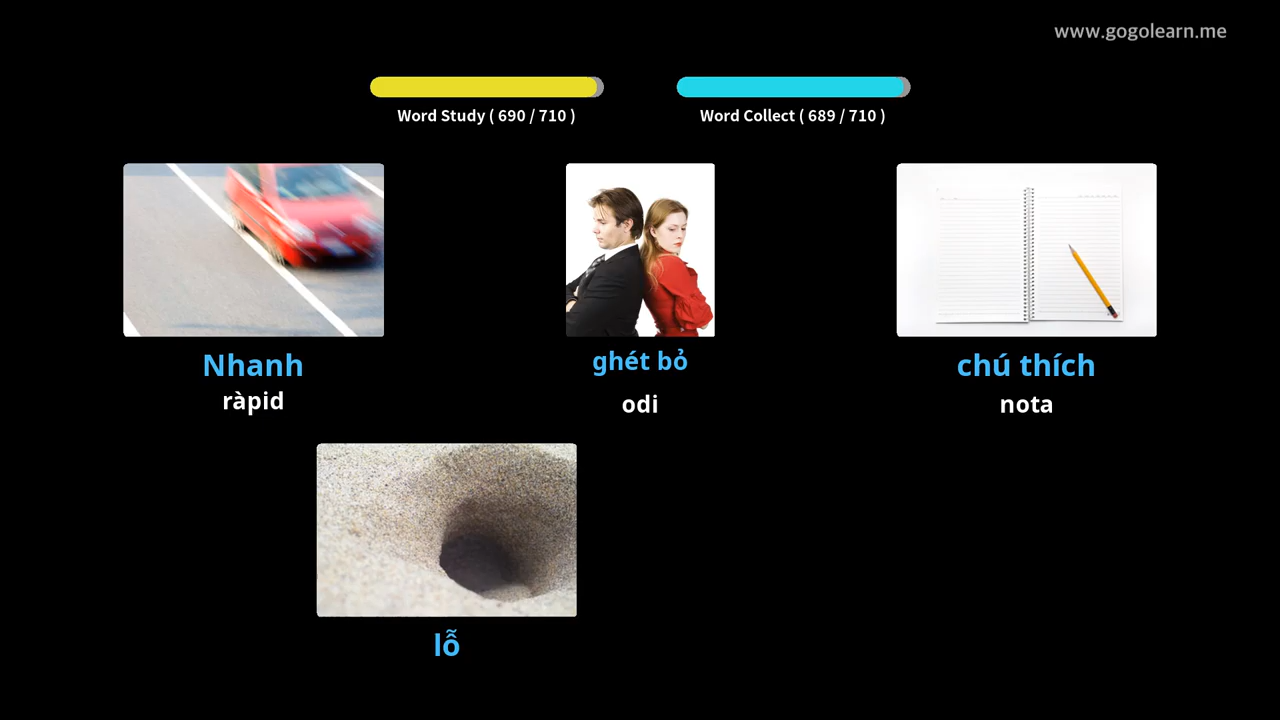 www.gogolearn.me
Word Study ( 690 / 710 )
Word Collect ( 689 / 710 )
Nhanh
ràpid
ghét bỏ
odi
chú thích
nota
lỗ